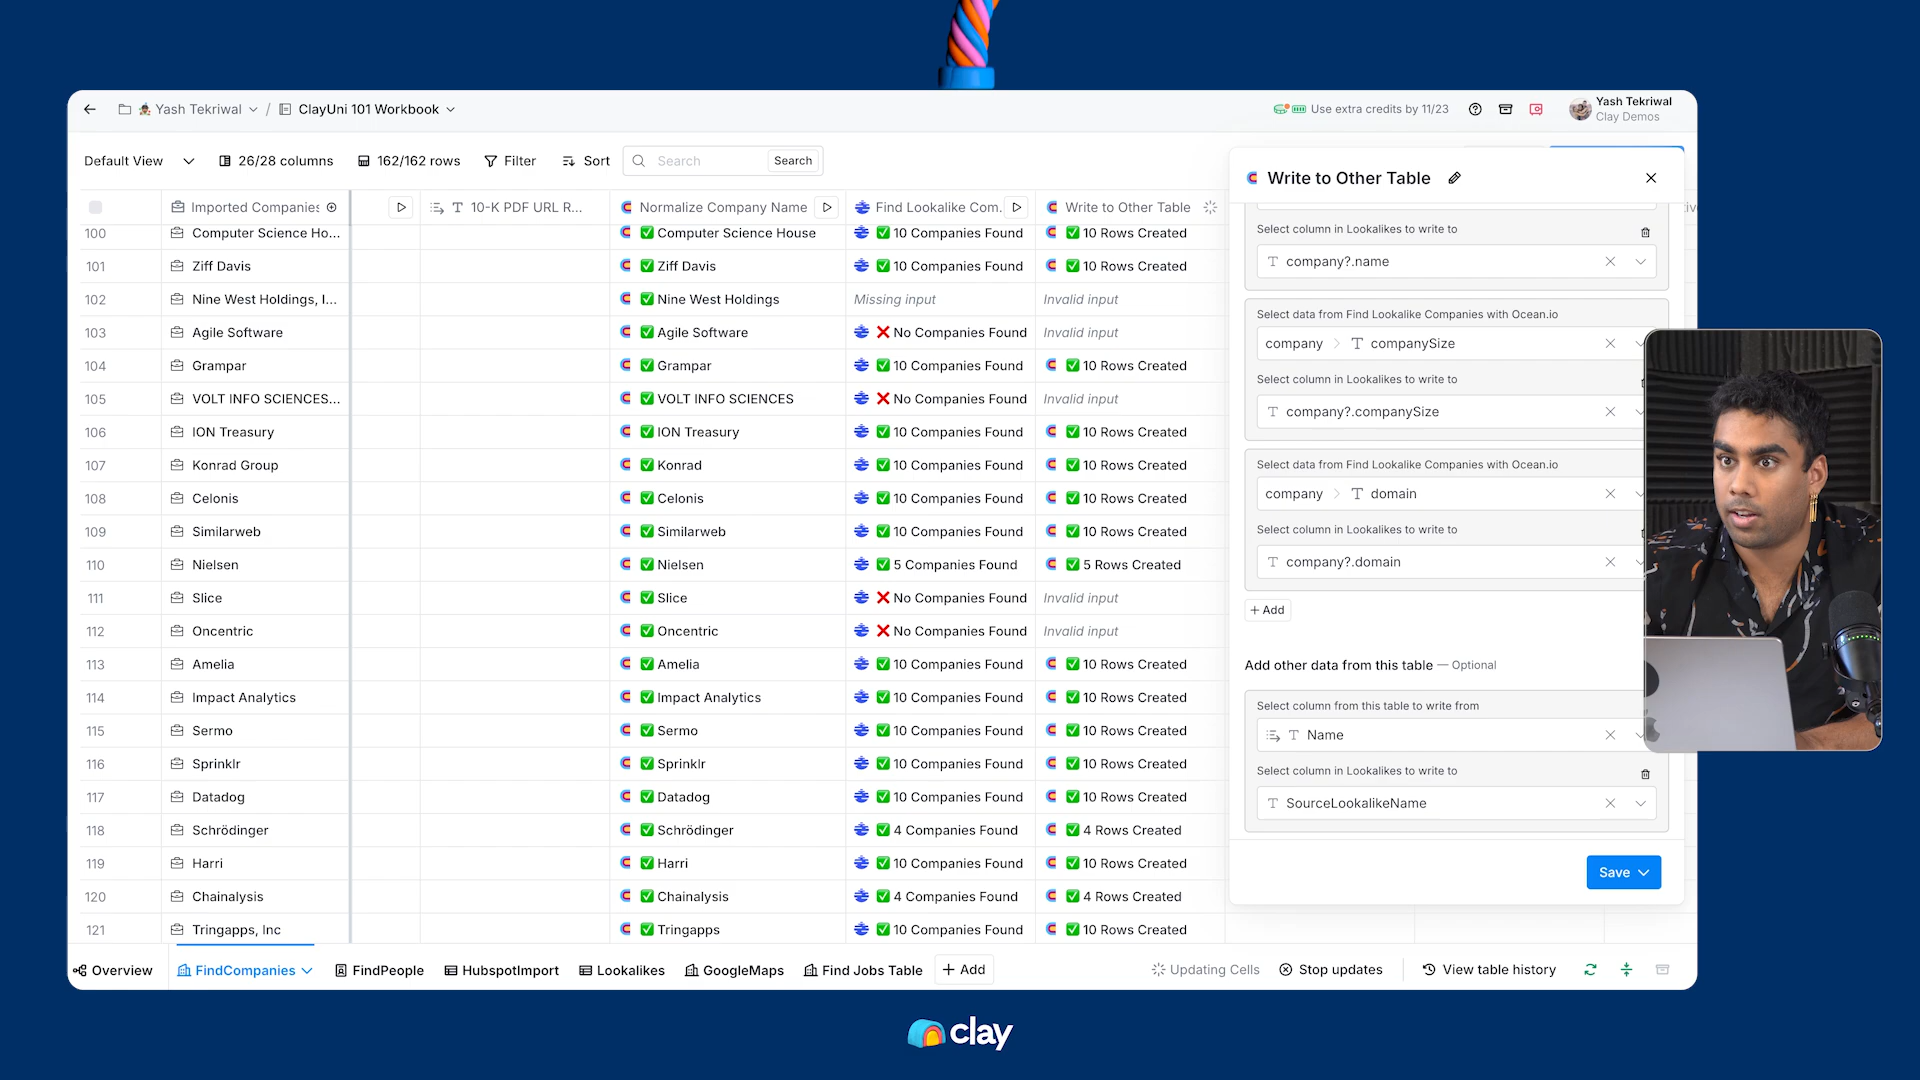 Yash Tekriwal / ClayUni 101 Workbook
Use extra credits by 11/23
Yash Tekriwal
Clay Demos
Default View 26/28 columns 162/162 rows Filter Sort Search Search
Imported Companies 10-K PDF URL R... Normalize Company Name Find Lookalike Com... Write to Other Table
100 Computer Science Ho... Computer Science House 10 Companies Found 10 Rows Created
101 Ziff Davis Ziff Davis 10 Companies Found 10 Rows Created
102 Nine West Holdings, I... Nine West Holdings Missing input Invalid input
103 Agile Software Agile Software No Companies Found Invalid input
104 Grampar Grampar 10 Companies Found 10 Rows Created
105 VOLT INFO SCIENCES... VOLT INFO SCIENCES No Companies Found Invalid input
106 ION Treasury ION Treasury 10 Companies Found 10 Rows Created
107 Konrad Group Konrad 10 Companies Found 10 Rows Created
108 Celonis Celonis 10 Companies Found 10 Rows Created
109 Similarweb Similarweb 10 Companies Found 10 Rows Created
110 Nielsen Nielsen 5 Companies Found 5 Rows Created
111 Slice Slice No Companies Found Invalid input
112 Oncentric Oncentric No Companies Found Invalid input
113 Amelia Amelia 10 Companies Found 10 Rows Created
114 Impact Analytics Impact Analytics 10 Companies Found 10 Rows Created
115 Sermo Sermo 10 Companies Found 10 Rows Created
116 Sprinklr Sprinklr 10 Companies Found 10 Rows Created
117 Datadog Datadog 10 Companies Found 10 Rows Created
118 Schrödinger Schrödinger 4 Companies Found 4 Rows Created
119 Harri Harri 10 Companies Found 10 Rows Created
120 Chainalysis Chainalysis 4 Companies Found 4 Rows Created
121 Tringapps, Inc Tringapps 10 Companies Found 10 Rows Created
Write to Other Table
Select column in Lookalikes to write to
company?.name
Select data from Find Lookalike Companies with Ocean.io
company > companySize
Select column in Lookalikes to write to
company?.companySize
Select data from Find Lookalike Companies with Ocean.io
company > domain
Select column in Lookalikes to write to
company?.domain
+ Add
Add other data from this table — Optional
Select column from this table to write from
Name
Select column in Lookalikes to write to
SourceLookalikeName
Save
Overview FindCompanies FindPeople HubspotImport Lookalikes GoogleMaps Find Jobs Table + Add Updating Cells Stop updates View table history
clay